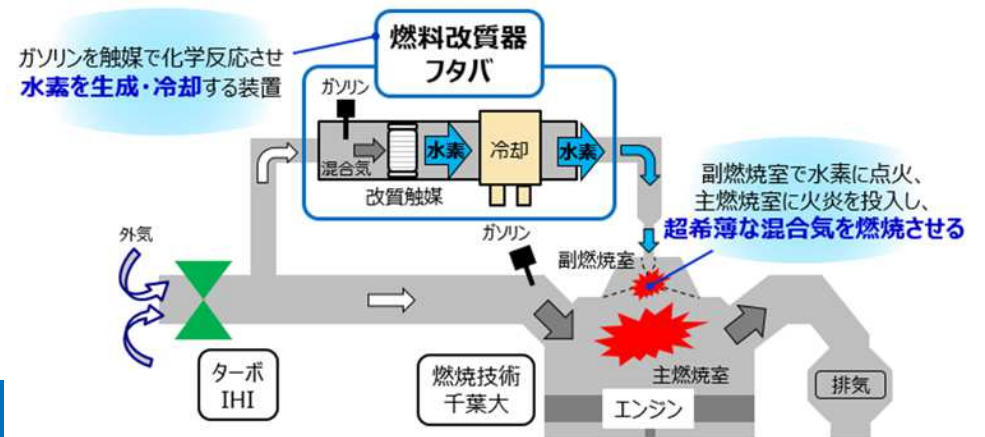 燃料改質器
フタバ
ガソリンを触媒で化学反応させ
水素を生成・冷却する装置
ガソリン
混合気
水素
冷却
水素
改質触媒
副燃焼室で水素に点火、
主燃焼室に火炎を投入し、
超希薄な混合気を燃焼させる
外気
ガソリン
副燃焼室
ターボ
IHI
燃焼技術
千葉大
主燃焼室
エンジン
排気